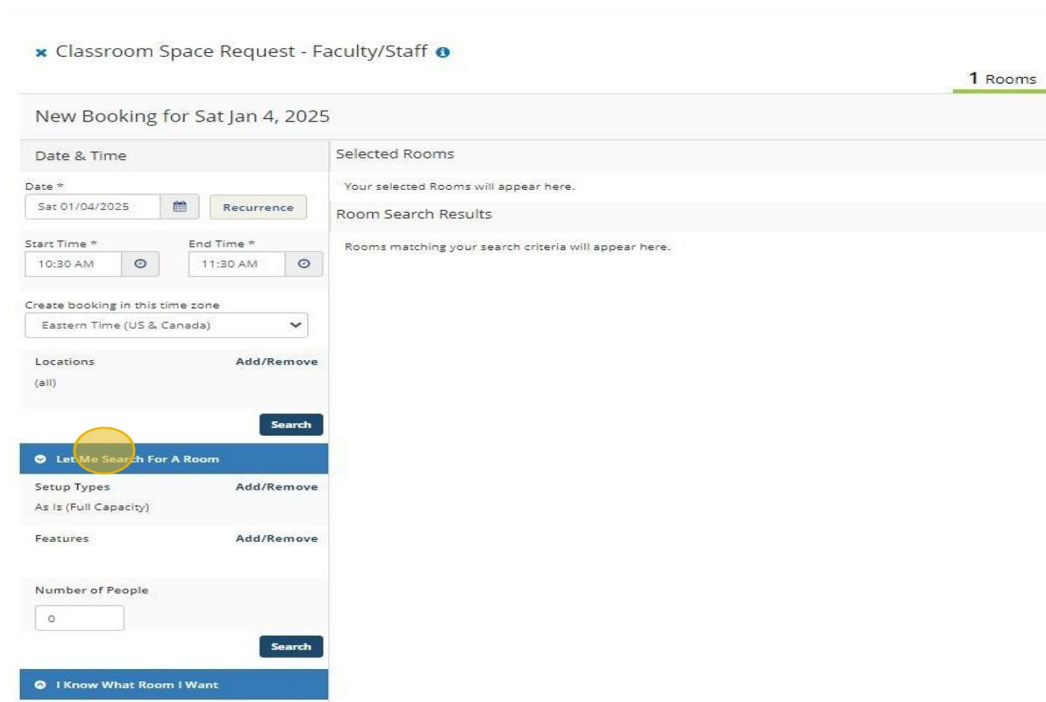 Classroom Space Request - Faculty/Staff
1 Rooms
New Booking for Sat Jan 4, 2025
Date & Time
Date *
Sat 01/04/2025
Recurrence
Start Time * End Time *
10:30 AM 11:30 AM
Create booking in this time zone
Eastern Time (US & Canada)
Locations Add/Remove
(all)
Search
Let Me Search For A Room
Setup Types Add/Remove
As Is (Full Capacity)
Features Add/Remove
Number of People
0
Search
I Know What Room I Want
Selected Rooms
Your selected Rooms will appear here.
Room Search Results
Rooms matching your search criteria will appear here.